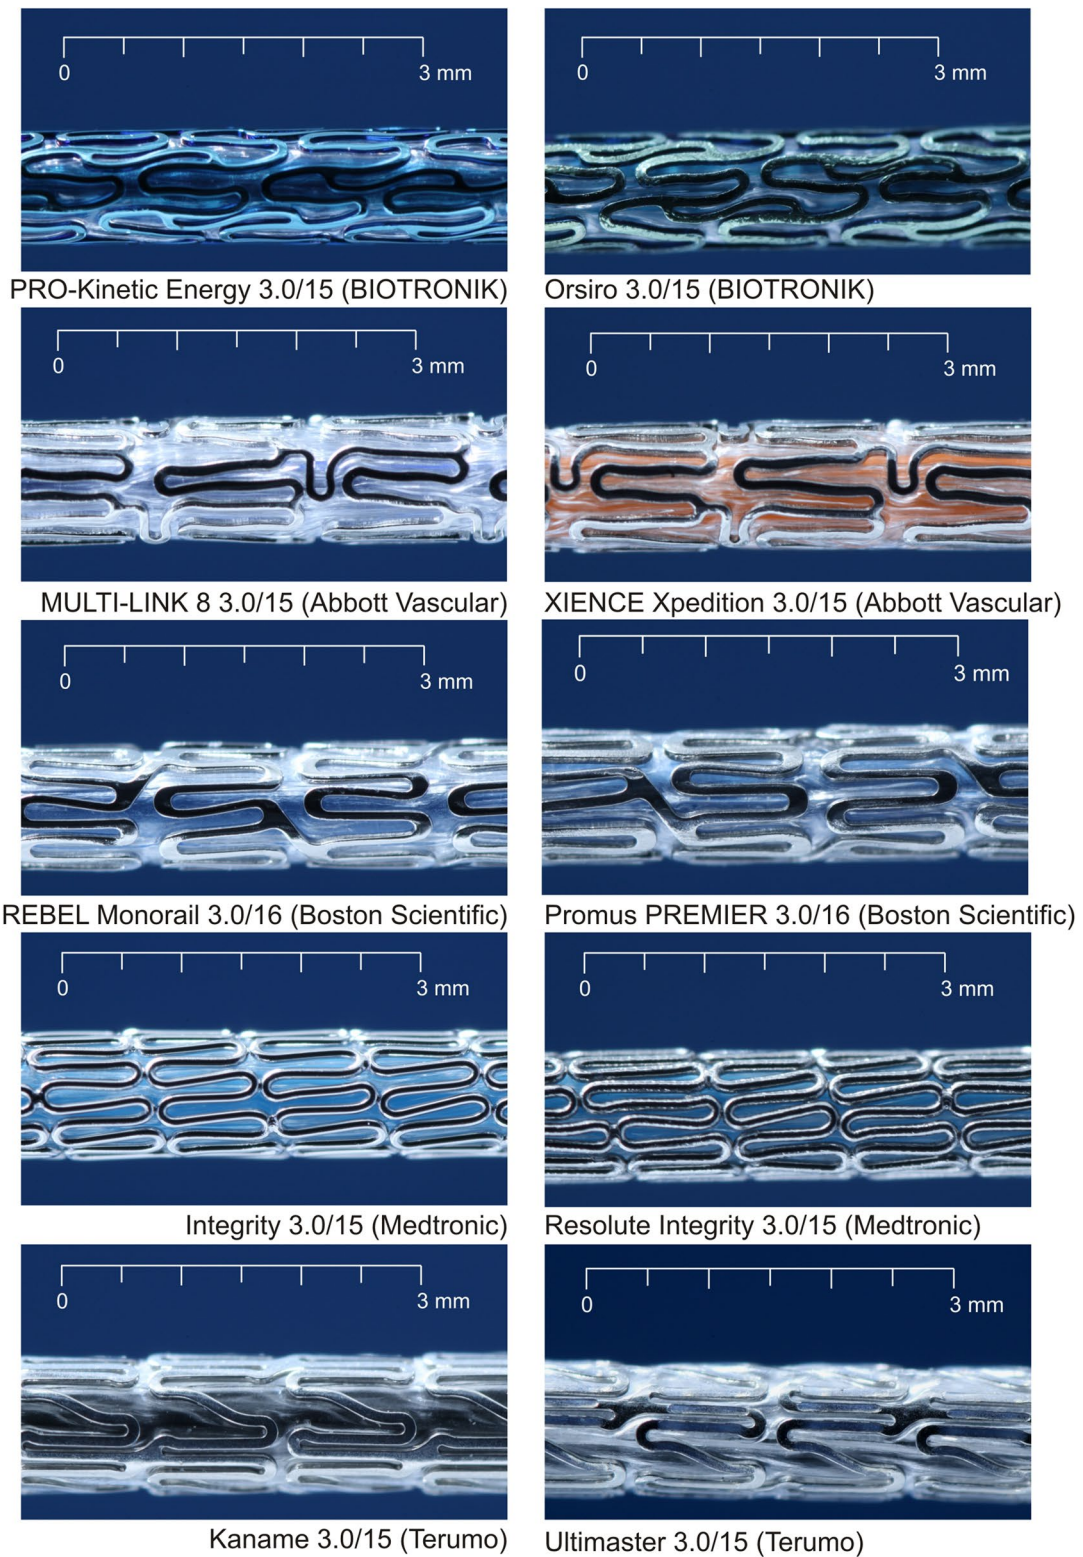 0 3 mm
0 3 mm
PRO-Kinetic Energy 3.0/15 (BIOTRONIK)
Orsiro 3.0/15 (BIOTRONIK)
0 3 mm
0 3 mm
MULTI-LINK 8 3.0/15 (Abbott Vascular)
XIENCE Xpedition 3.0/15 (Abbott Vascular)
0 3 mm
0 3 mm
REBEL Monorail 3.0/16 (Boston Scientific)
Promus PREMIER 3.0/16 (Boston Scientific)
0 3 mm
0 3 mm
Integrity 3.0/15 (Medtronic)
Resolute Integrity 3.0/15 (Medtronic)
0 3 mm
0 3 mm
Kaname 3.0/15 (Terumo)
Ultimaster 3.0/15 (Terumo)